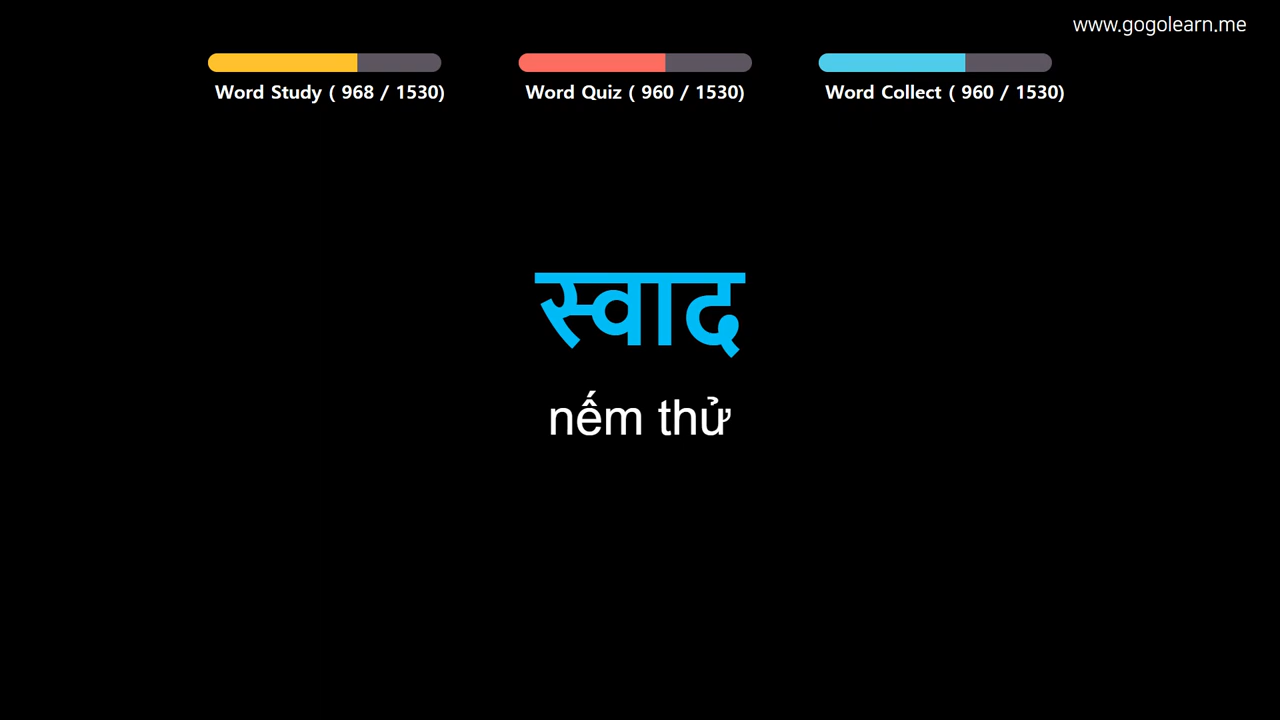 www.gogolearn.me
Word Study ( 968 / 1530)
Word Quiz ( 960 / 1530)
Word Collect ( 960 / 1530)
स्वाद
nếm thử